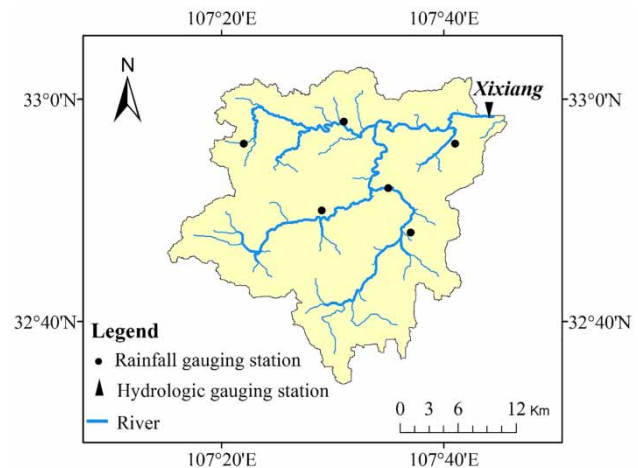 107°20'E 107°40'E
N
33°0'N
Xixiang
33°0'N
32°40'N
32°40'N
Legend
Rainfall gauging station
Hydrologic gauging station
River
0 3 6 12 Km
107°20'E 107°40'E